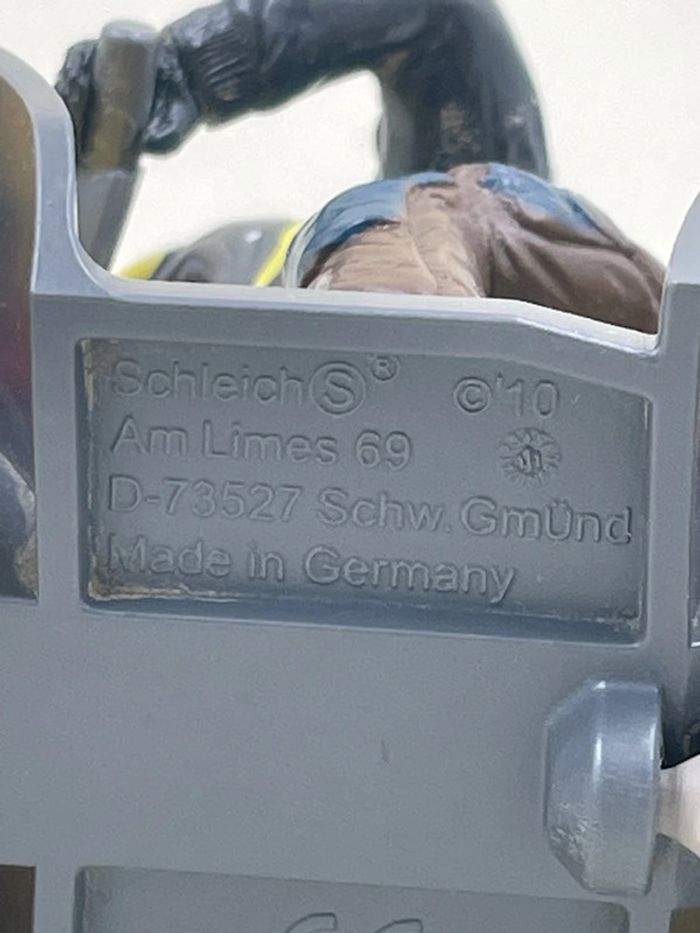 Schleich Ⓢ® ©'10
Am Limes 69
D-73527 Schw. GmÜnd
Made in Germany